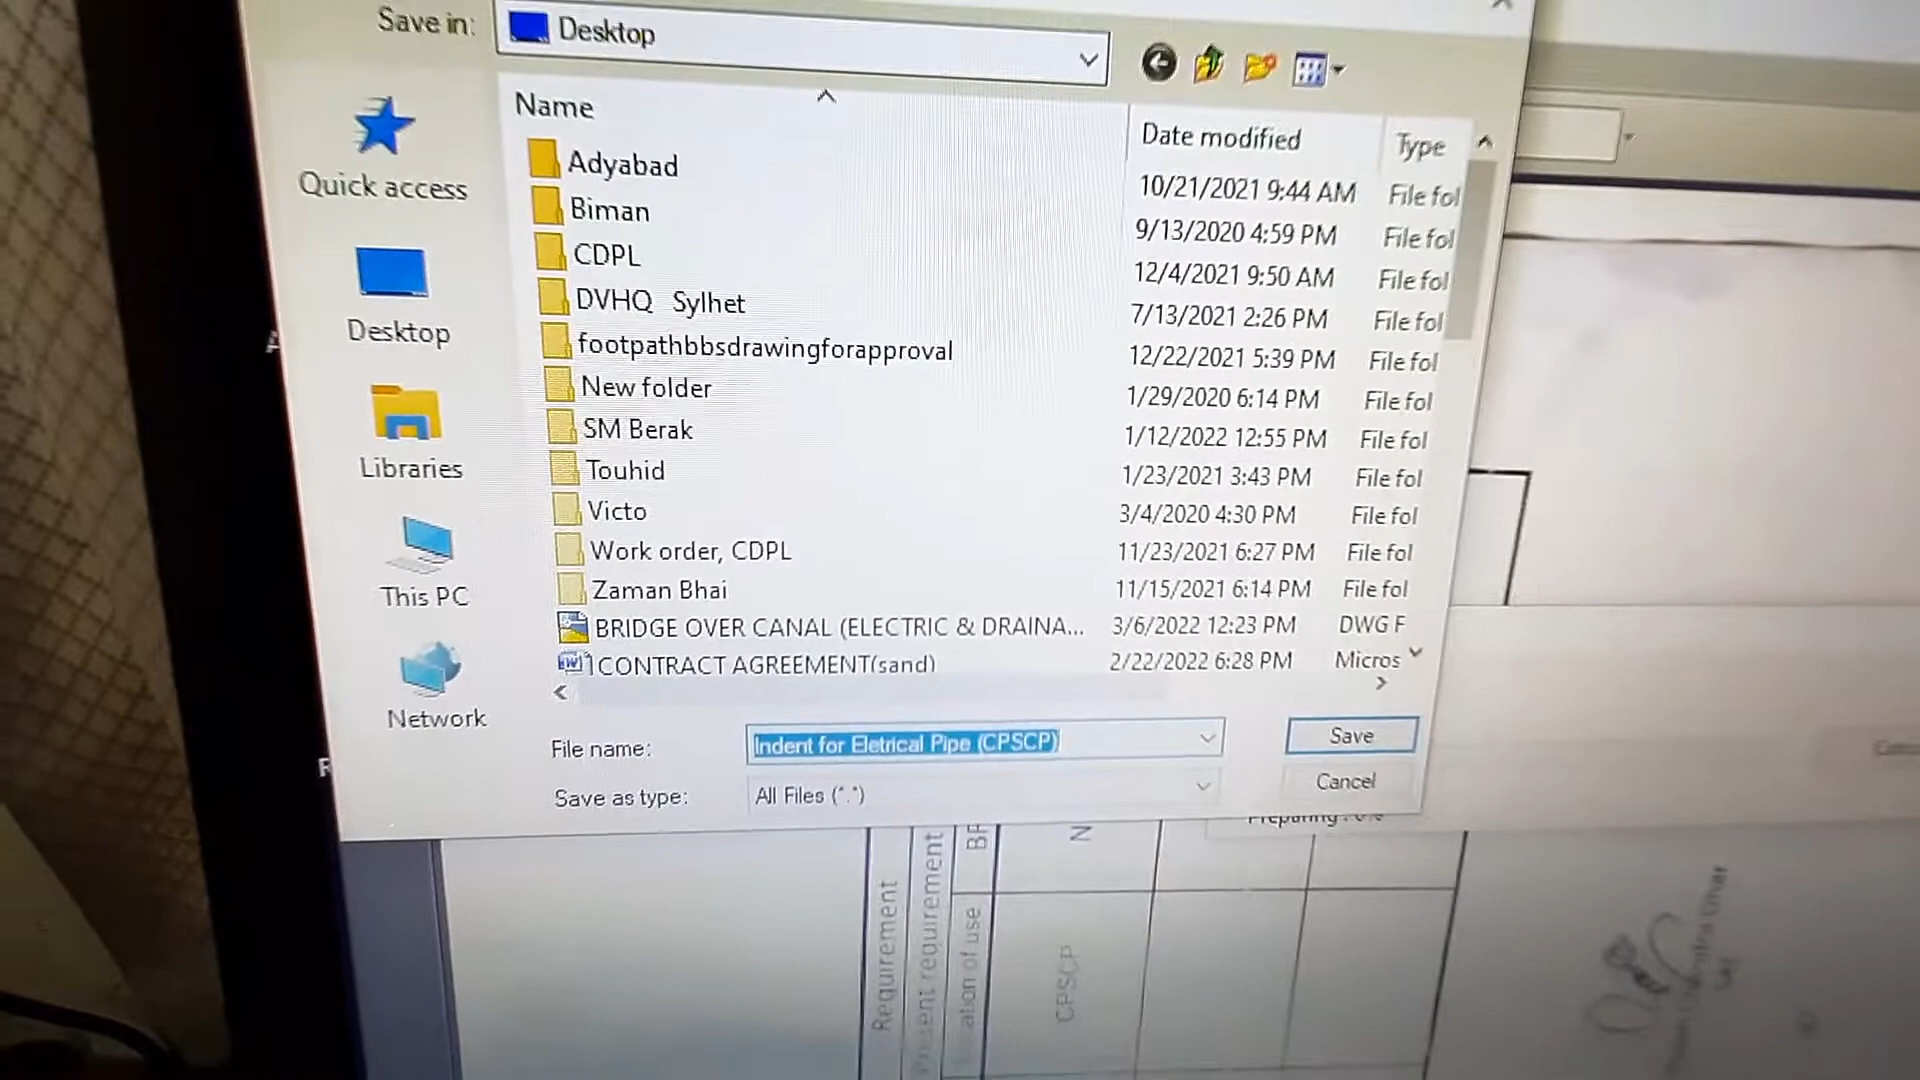 Save in:
Desktop
Name
Date modified
Type
Quick access
Desktop
Libraries
This PC
Network
Adyabad 10/21/2021 9:44 AM File fol
Biman 9/13/2020 4:59 PM File fol
CDPL 12/4/2021 9:50 AM File fol
DVHQ Sylhet 7/13/2021 2:26 PM File fol
footpathbbsdrawingforapproval 12/22/2021 5:39 PM File fol
New folder 1/29/2020 6:14 PM File fol
SM Berak 1/12/2022 12:55 PM File fol
Touhid 1/23/2021 3:43 PM File fol
Victo 3/4/2020 4:30 PM File fol
Work order, CDPL 11/23/2021 6:27 PM File fol
Zaman Bhai 11/15/2021 6:14 PM File fol
BRIDGE OVER CANAL (ELECTRIC & DRAINA... 3/6/2022 12:23 PM DWG F
CONTRACT AGREEMENT(sand) 2/22/2022 6:28 PM Micros
File name:
Indent for Eletrical Pipe (CPSCP)
Save
Save as type:
All Files (*.*)
Cancel
Requirement
requirement
of use
CPSCP